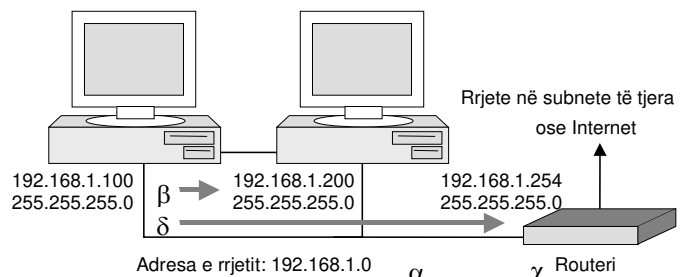 Rrjete në subnete të tjera
ose Internet
192.168.1.100
255.255.255.0
β
192.168.1.200
255.255.255.0
192.168.1.254
255.255.255.0
δ
Adresa e rrjetit: 192.168.1.0
α
γ Routeri